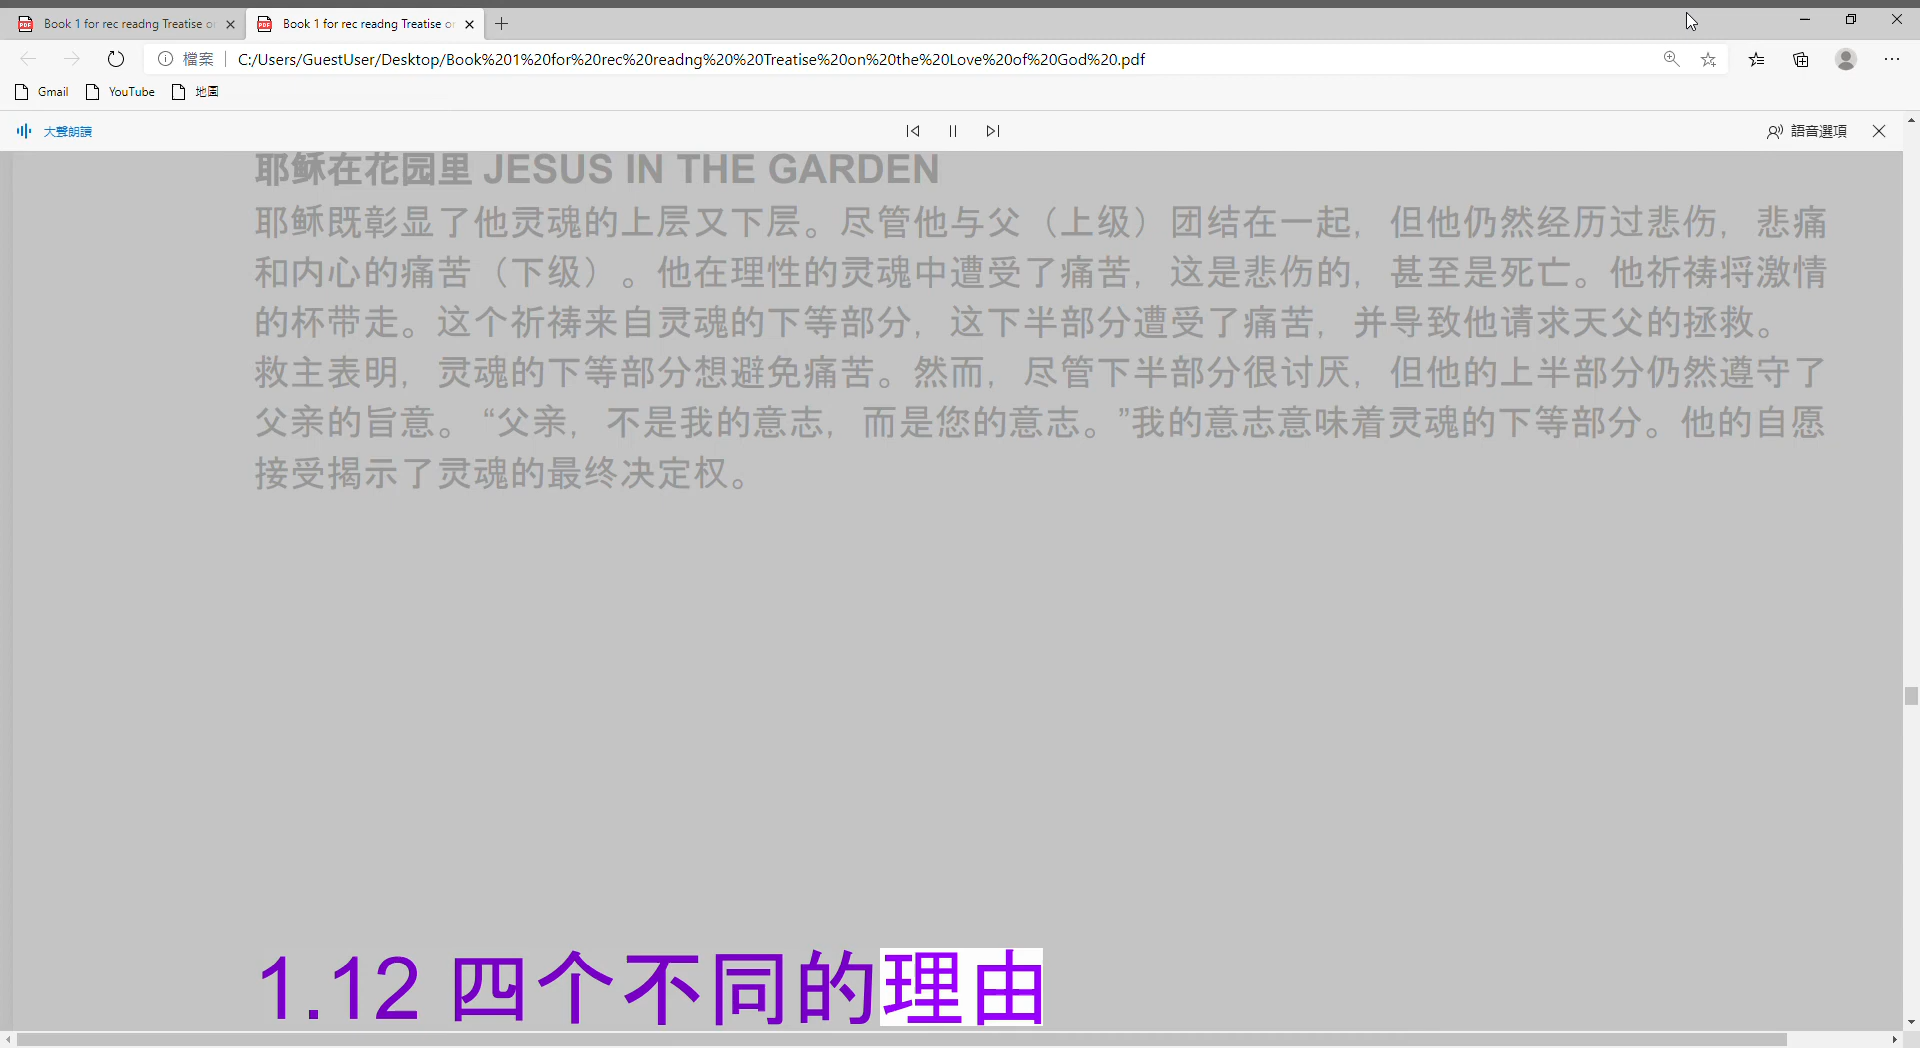 Book 1 for rec readng Treatise o
Book 1 for rec readng Treatise o
檔案 C:/Users/GuestUser/Desktop/Book%201%20for%20rec%20readng%20%20Treatise%20on%20the%20Love%20of%20God%20.pdf
Gmail YouTube 地圖
大聲朗讀 語音選項
耶稣在花园里 JESUS IN THE GARDEN
耶稣既彰显了他灵魂的上层又下层。尽管他与父（上级）团结在一起，但他仍然经历过悲伤，悲痛
和内心的痛苦（下级）。他在理性的灵魂中遭受了痛苦，这是悲伤的，甚至是死亡。他祈祷将激情
的杯带走。这个祈祷来自灵魂的下等部分，这下半部分遭受了痛苦，并导致他请求天父的拯救。
救主表明，灵魂的下等部分想避免痛苦。然而，尽管下半部分很讨厌，但他的上半部分仍然遵守了
父亲的旨意。“父亲，不是我的意志，而是您的意志。”我的意志意味着灵魂的下等部分。他的自愿
接受揭示了灵魂的最终决定权。
1.12 四个不同的理由